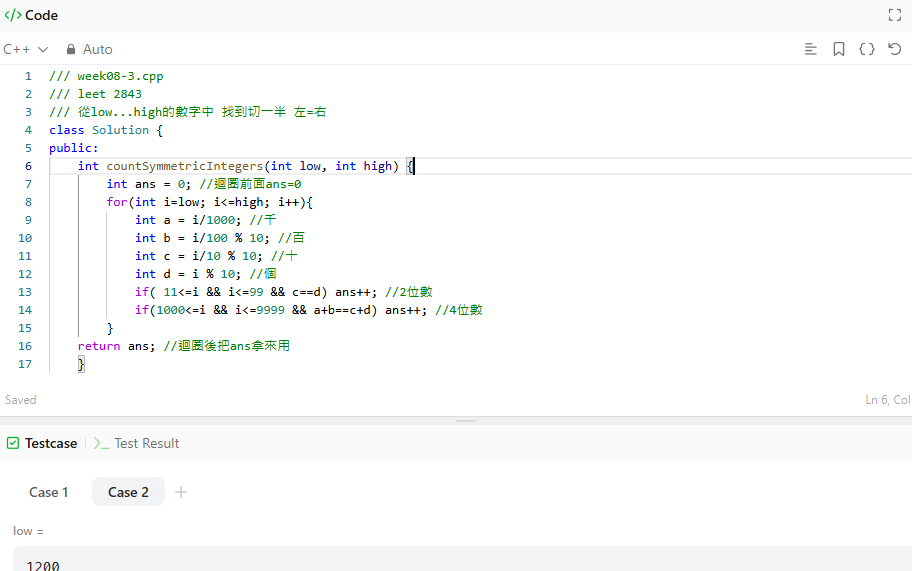 </> Code
C++ Auto
1 /// week08-3.cpp
2 /// leet 2843
3 /// 從low...high的數字中 找到切一半 左=右
4 class Solution {
5 public:
6 int countSymmetricIntegers(int low, int high) {
7 int ans = 0; //迴圈前面ans=0
8 for(int i=low; i<=high; i++){
9 int a = i/1000; //千
10 int b = i/100 % 10; //百
11 int c = i/10 % 10; //十
12 int d = i % 10; //個
13 if( 11<=i && i<=99 && c==d) ans++; //2位數
14 if(1000<=i && i<=9999 && a+b==c+d) ans++; //4位數
15 }
16 return ans; //迴圈後把ans拿來用
17 }
Saved Ln 6, Col
Testcase >_ Test Result
Case 1 Case 2 +
low =
1200